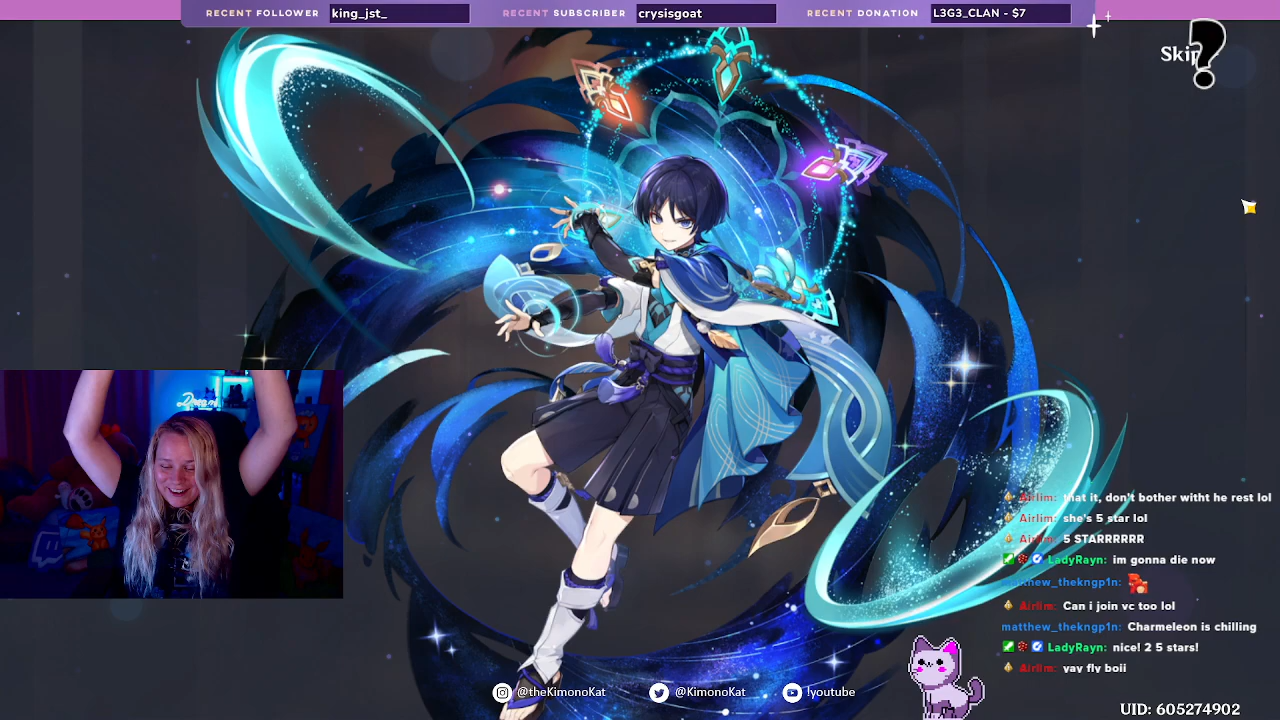 RECENT FOLLOWER king_jst_ RECENT SUBSCRIBER crysisgoat RECENT DONATION L3G3_CLAN - $7
Skip
Airlim: that it, don't bother witht he rest lol
Airlim: she's 5 star lol
Airlim: 5 STARRRRRR
LadyRayn: im gonna die now
matthew_thekngp1n:
Airlim: Can i join vc too lol
matthew_thekngp1n: Charmeleon is chilling
LadyRayn: nice! 2 5 stars!
Airlim: yay fly boii
@theKimonoKat @KimonoKat !youtube
UID: 605274902